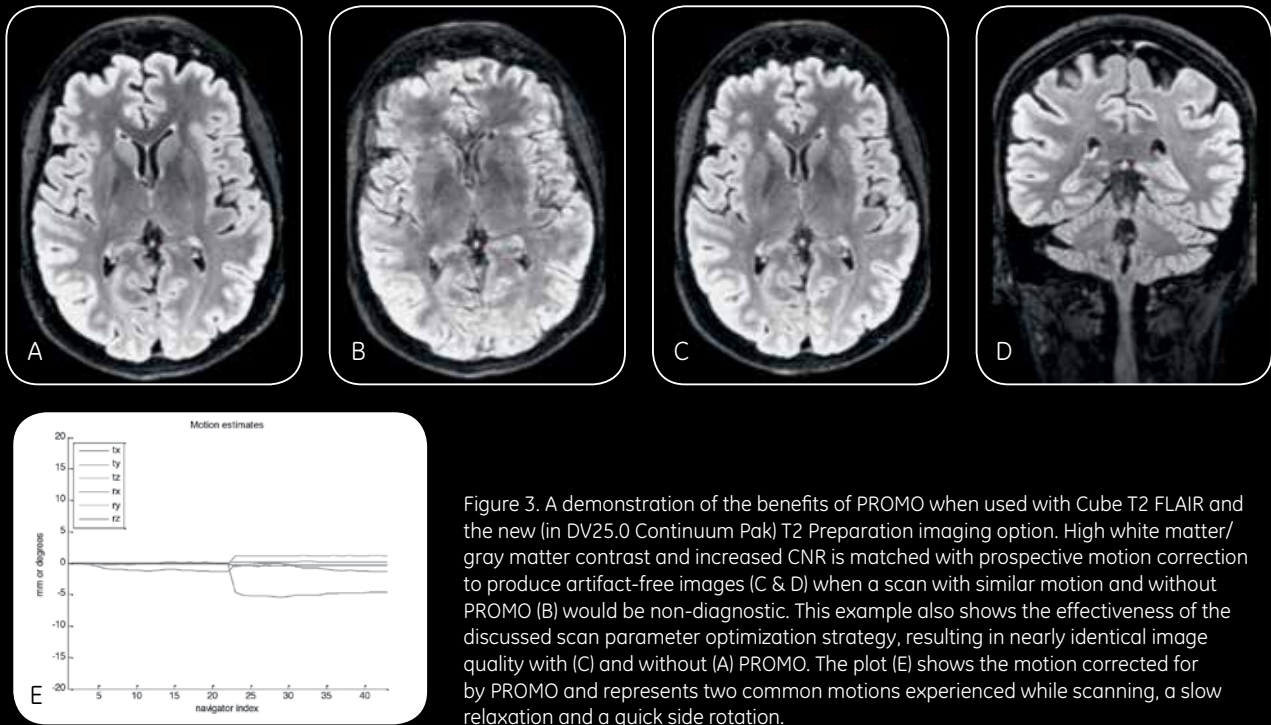 A
B
C
D
Motion estimates
20
15
10
5
0
-5
-10
-15
-20
mm or degrees
tx
ty
tz
rx
ry
rz
5 10 15 20 25 30 35 40
navigator index
E
Figure 3. A demonstration of the benefits of PROMO when used with Cube T2 FLAIR and
the new (in DV25.0 Continuum Pak) T2 Preparation imaging option. High white matter/
gray matter contrast and increased CNR is matched with prospective motion correction
to produce artifact-free images (C & D) when a scan with similar motion and without
PROMO (B) would be non-diagnostic. This example also shows the effectiveness of the
discussed scan parameter optimization strategy, resulting in nearly identical image
quality with (C) and without (A) PROMO. The plot (E) shows the motion corrected for
by PROMO and represents two common motions experienced while scanning, a slow
relaxation and a quick side rotation.